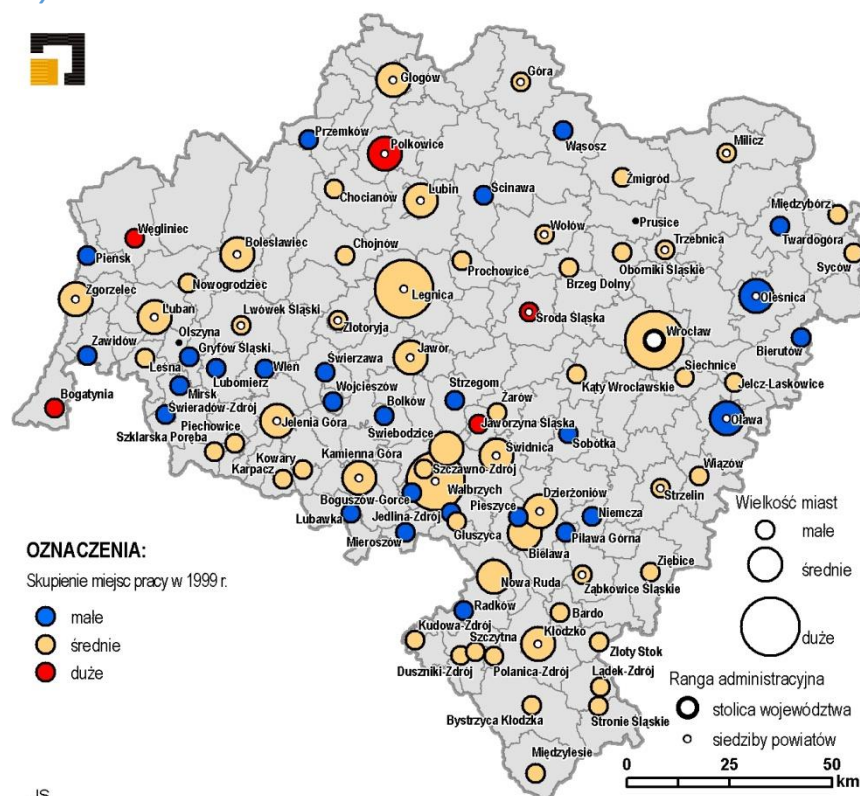 Głogów
Góra
Przemków
Wąsosz
Polkowice
Milicz
Żmigród
Lubin
Ścinawa
Chocianów
Międzybórz
Węgliniec
Wołów
Prusice
Twardogóra
Bolesławiec
Chojnów
Trzebnica
Pieńsk
Prochowice
Oborniki Śląskie
Syców
Nowogrodziec
Brzeg Dolny
Zgorzelec
Legnica
Oleśnica
Lubań
Lwówek Śląski
Złotoryja
Środa Śląska
Olszyna
Wrocław
Zawidów
Gryfów Śląski
Jawor
Bierutów
Leśna
Wleń
Świerzawa
Siechnice
Lubomierz
Kąty Wrocławskie
Jelcz-Laskowice
Mirsk
Wojcieszów
Strzegom
Bogatynia
Żarów
Świeradów-Zdrój
Bolków
Jaworzyna Śląska
Oława
Piechowice
Jelenia Góra
Świebodzice
Szklarska Poręba
Sobótka
Świdnica
Kowary
Kamienna Góra
Szczawno-Zdrój
Karpacz
Wiązów
Wałbrzych
Strzelin
Boguszów-Gorce
Dzierżoniów
Lubawka
Jedlina-Zdrój
Pieszyce
Niemcza
Głuszyca
Mieroszów
Piława Górna
Bielawa
Ziębice
Nowa Ruda
Ząbkowice Śląskie
Radków
Bardo
Kudowa-Zdrój
Szczytna
Kłodzko
Złoty Stok
Duszniki-Zdrój
Polanica-Zdrój
Lądek-Zdrój
Bystrzyca Kłodzka
Stronie Śląskie
Międzylesie
OZNACZENIA:
Skupienie miejsc pracy w 1999 r.
małe
średnie
duże
Wielkość miast
małe
średnie
duże
Ranga administracyjna
stolica województwa
siedziby powiatów
0 25 50
km
JS